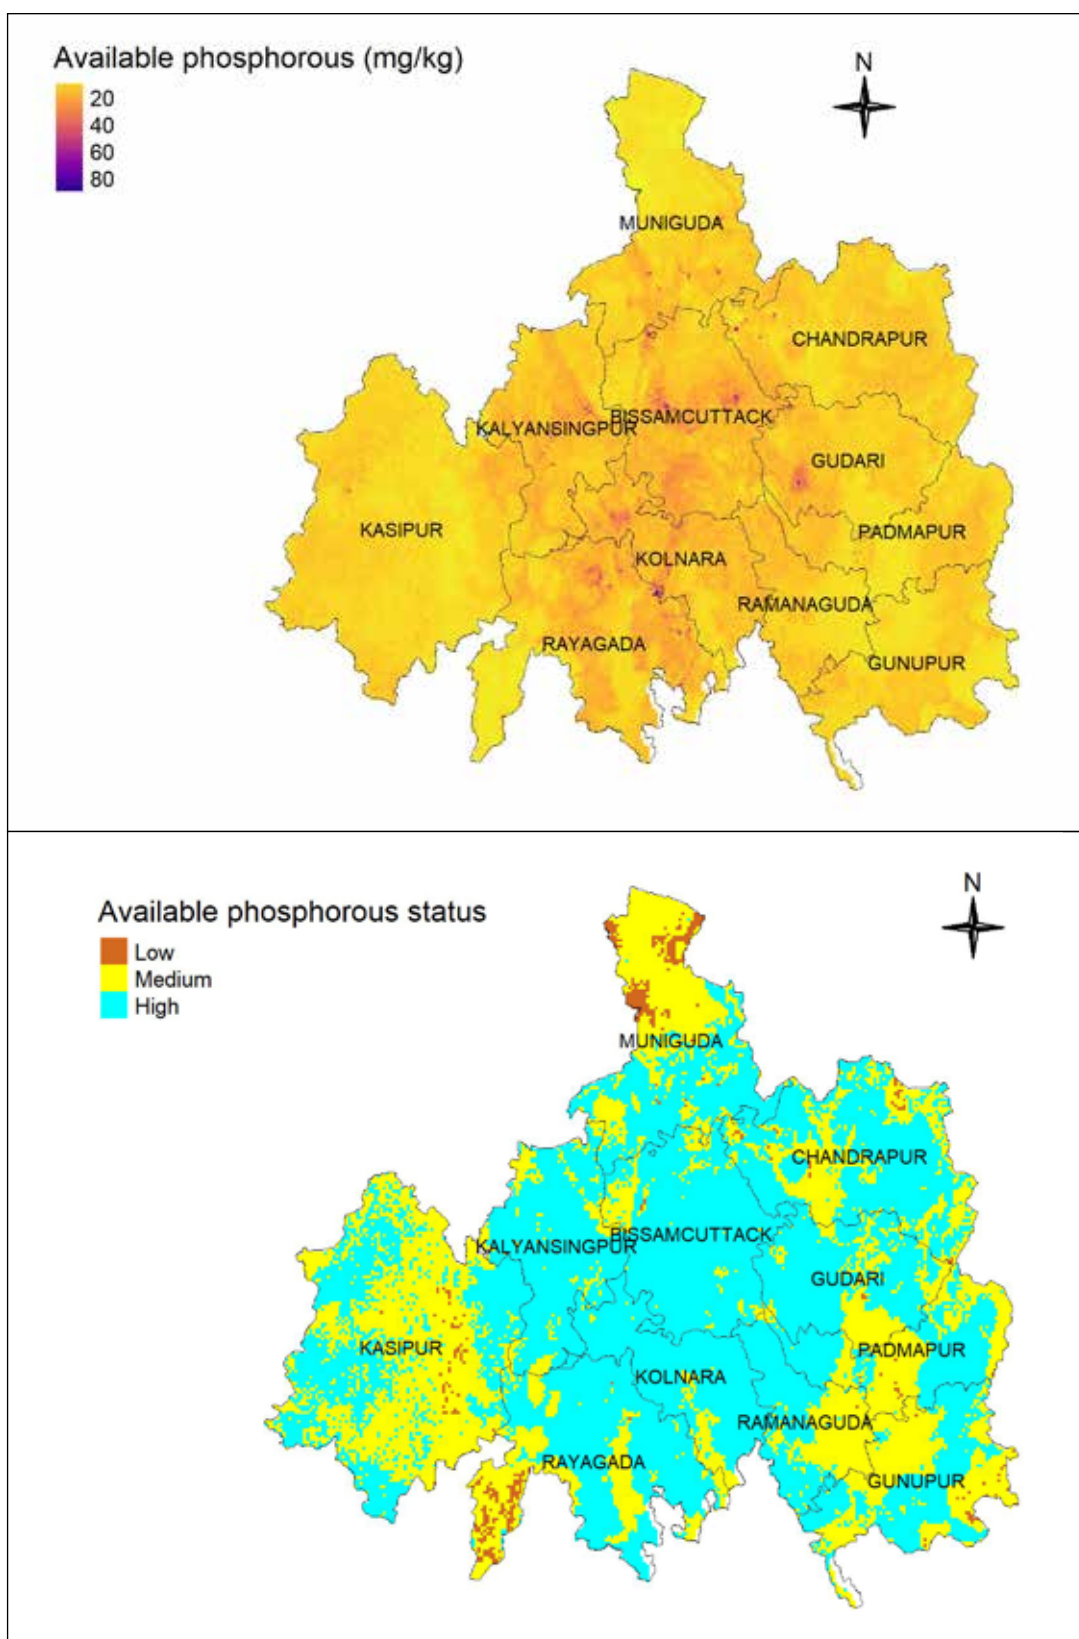 Available phosphorous (mg/kg)
20
40
60
80
N
MUNIGUDA
CHANDRAPUR
BISSAMCUTTACK
KALYANSINGPUR
GUDARI
KASIPUR
PADMAPUR
KOLNARA
RAMANAGUDA
RAYAGADA
GUNUPUR
Available phosphorous status
Low
Medium
High
N
MUNIGUDA
CHANDRAPUR
BISSAMCUTTACK
KALYANSINGPUR
GUDARI
KASIPUR
PADMAPUR
KOLNARA
RAMANAGUDA
RAYAGADA
GUNUPUR